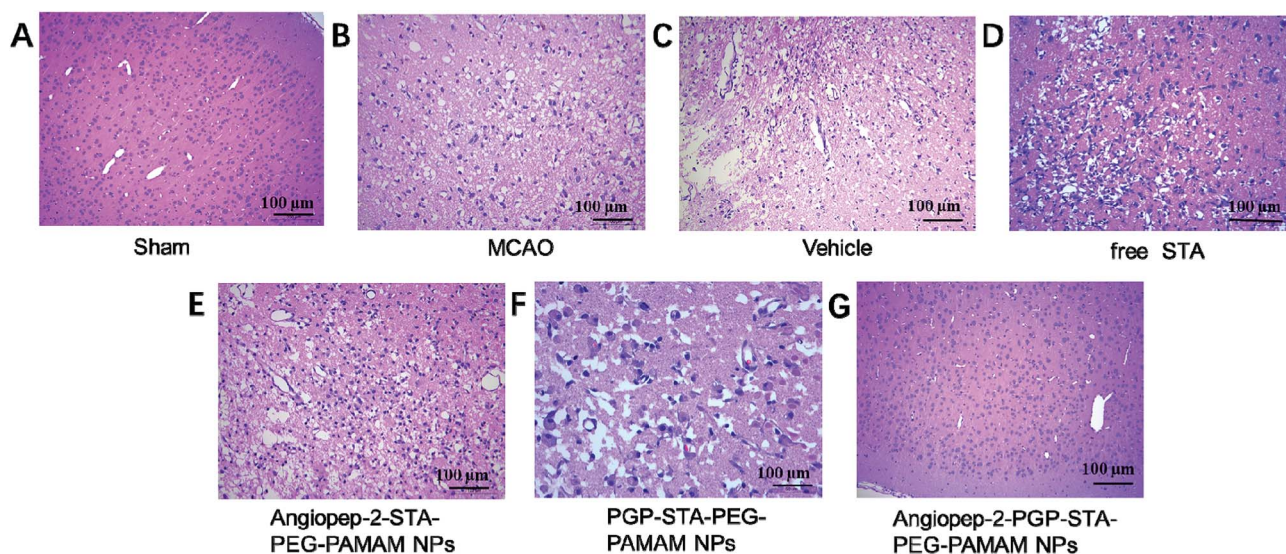 A
B
C
D
100 μm
100 μm
100 μm
100 μm
Sham
MCAO
Vehicle
free STA
E
F
G
100 μm
100 μm
100 μm
Angiopep-2-STA-
PEG-PAMAM NPs
PGP-STA-PEG-
PAMAM NPs
Angiopep-2-PGP-STA-
PEG-PAMAM NPs